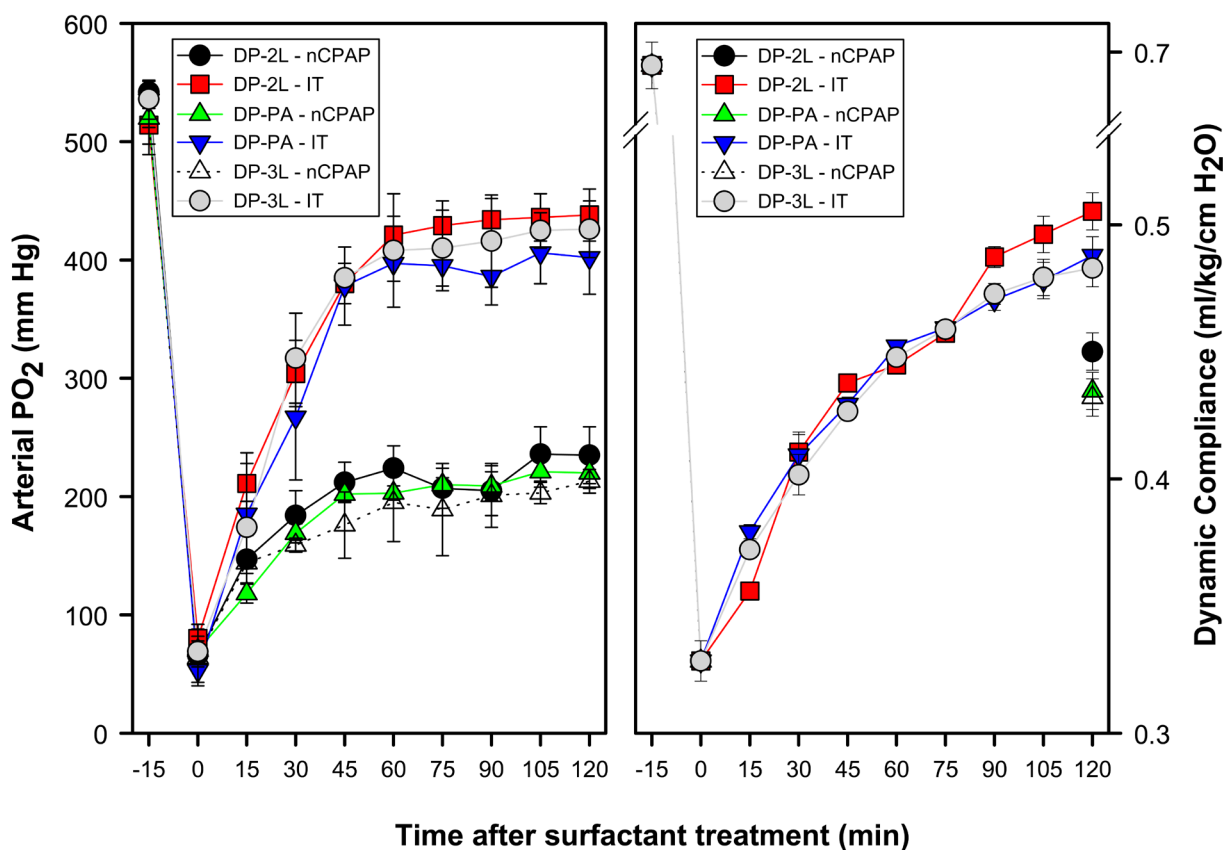 600
500
400
300
200
100
0
Arterial PO2 (mm Hg)
DP-2L - nCPAP
DP-2L - IT
DP-PA - nCPAP
DP-PA - IT
DP-3L - nCPAP
DP-3L - IT
-15 0 15 30 45 60 75 90 105 120
DP-2L - nCPAP
DP-2L - IT
DP-PA - nCPAP
DP-PA - IT
DP-3L - nCPAP
DP-3L - IT
-15 0 15 30 45 60 75 90 105 120
0.7
0.5
0.4
0.3
Dynamic Compliance (ml/kg/cm H2O)
Time after surfactant treatment (min)